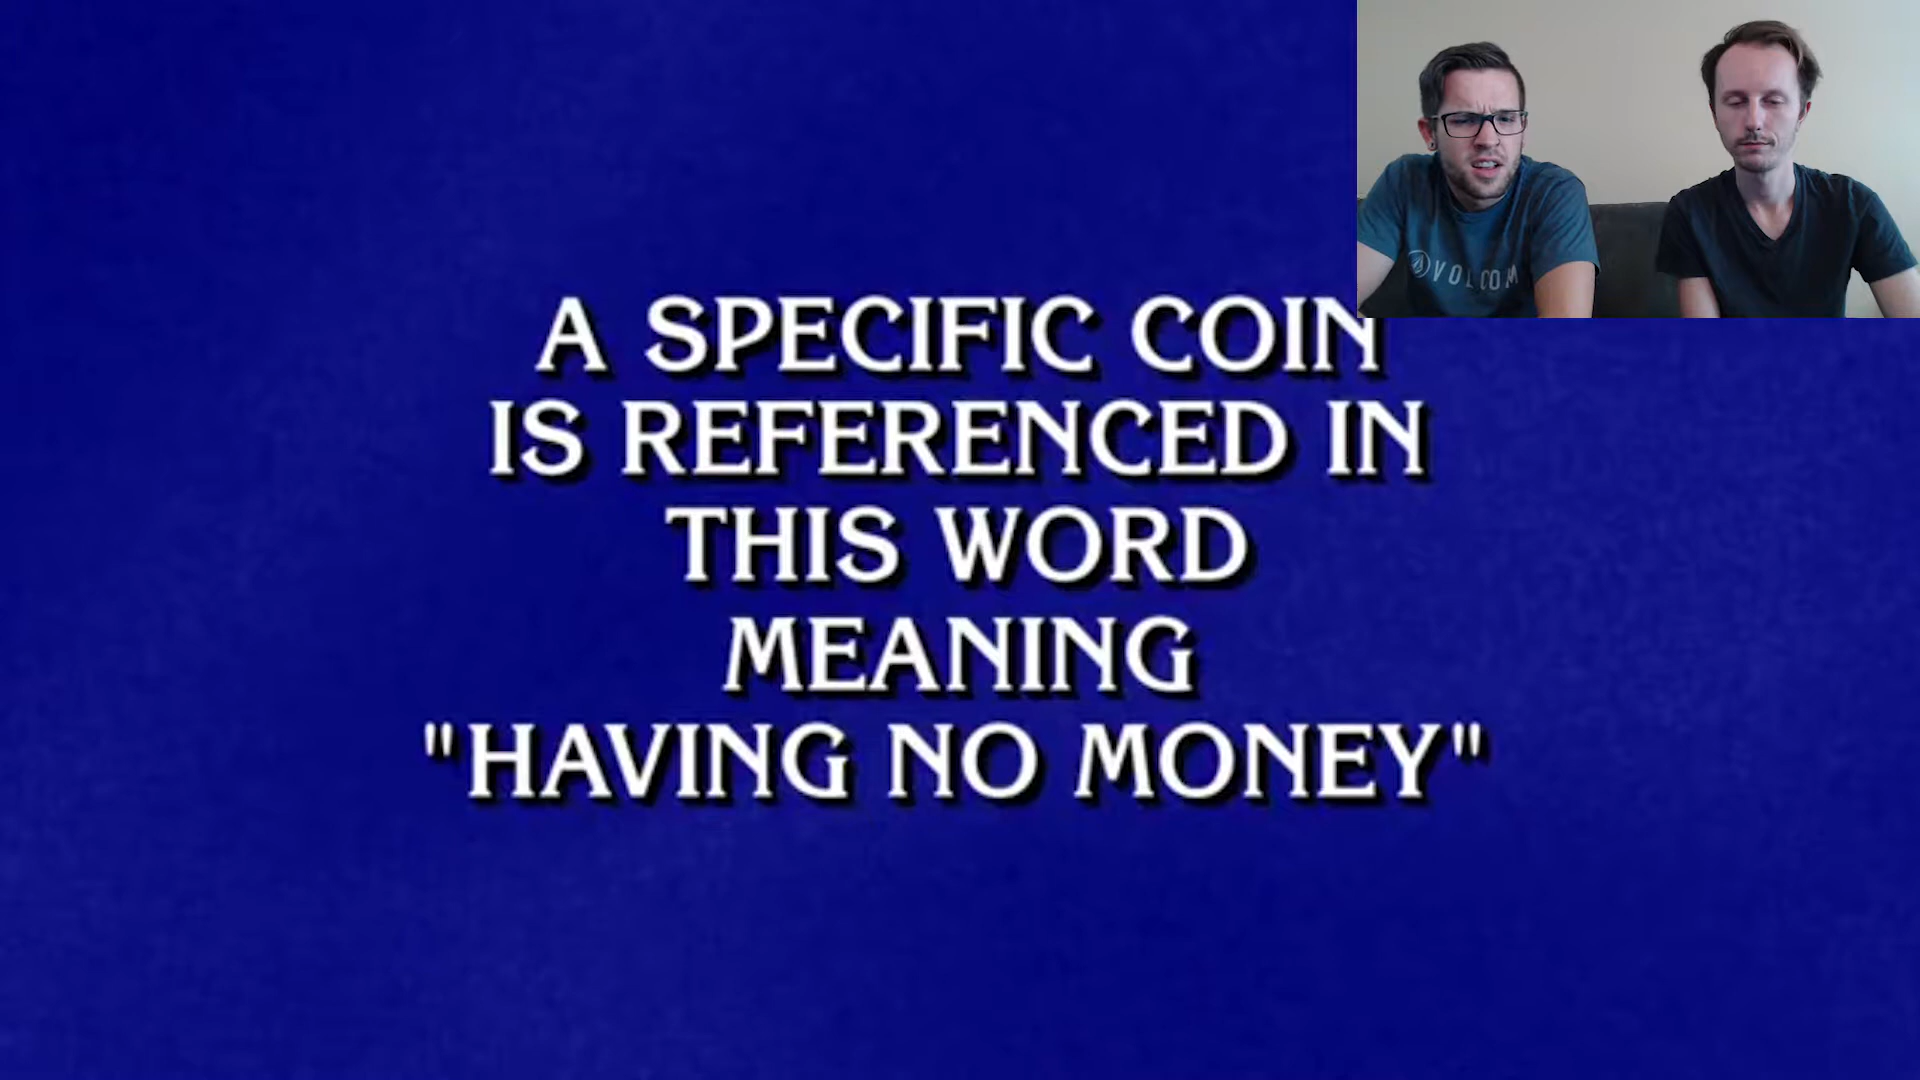 A SPECIFIC COIN
IS REFERENCED IN
THIS WORD
MEANING
"HAVING NO MONEY"
VOLCOM